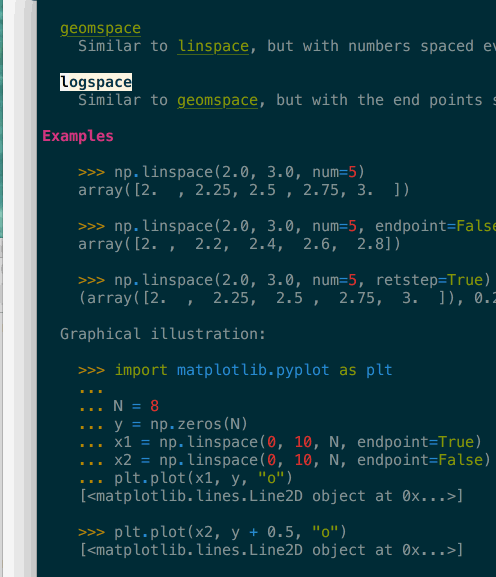 geomspace
Similar to linspace, but with numbers spaced ev
logspace
Similar to geomspace, but with the end points s
Examples
>>> np.linspace(2.0, 3.0, num=5)
array([2.  , 2.25, 2.5 , 2.75, 3.  ])
>>> np.linspace(2.0, 3.0, num=5, endpoint=False
array([2. ,  2.2,  2.4,  2.6,  2.8])
>>> np.linspace(2.0, 3.0, num=5, retstep=True)
(array([2.  ,  2.25,  2.5 ,  2.75,  3.  ]), 0.2
Graphical illustration:
>>> import matplotlib.pyplot as plt
...
... N = 8
... y = np.zeros(N)
... x1 = np.linspace(0, 10, N, endpoint=True)
... x2 = np.linspace(0, 10, N, endpoint=False)
... plt.plot(x1, y, "o")
[<matplotlib.lines.Line2D object at 0x...>]
>>> plt.plot(x2, y + 0.5, "o")
[<matplotlib.lines.Line2D object at 0x...>]